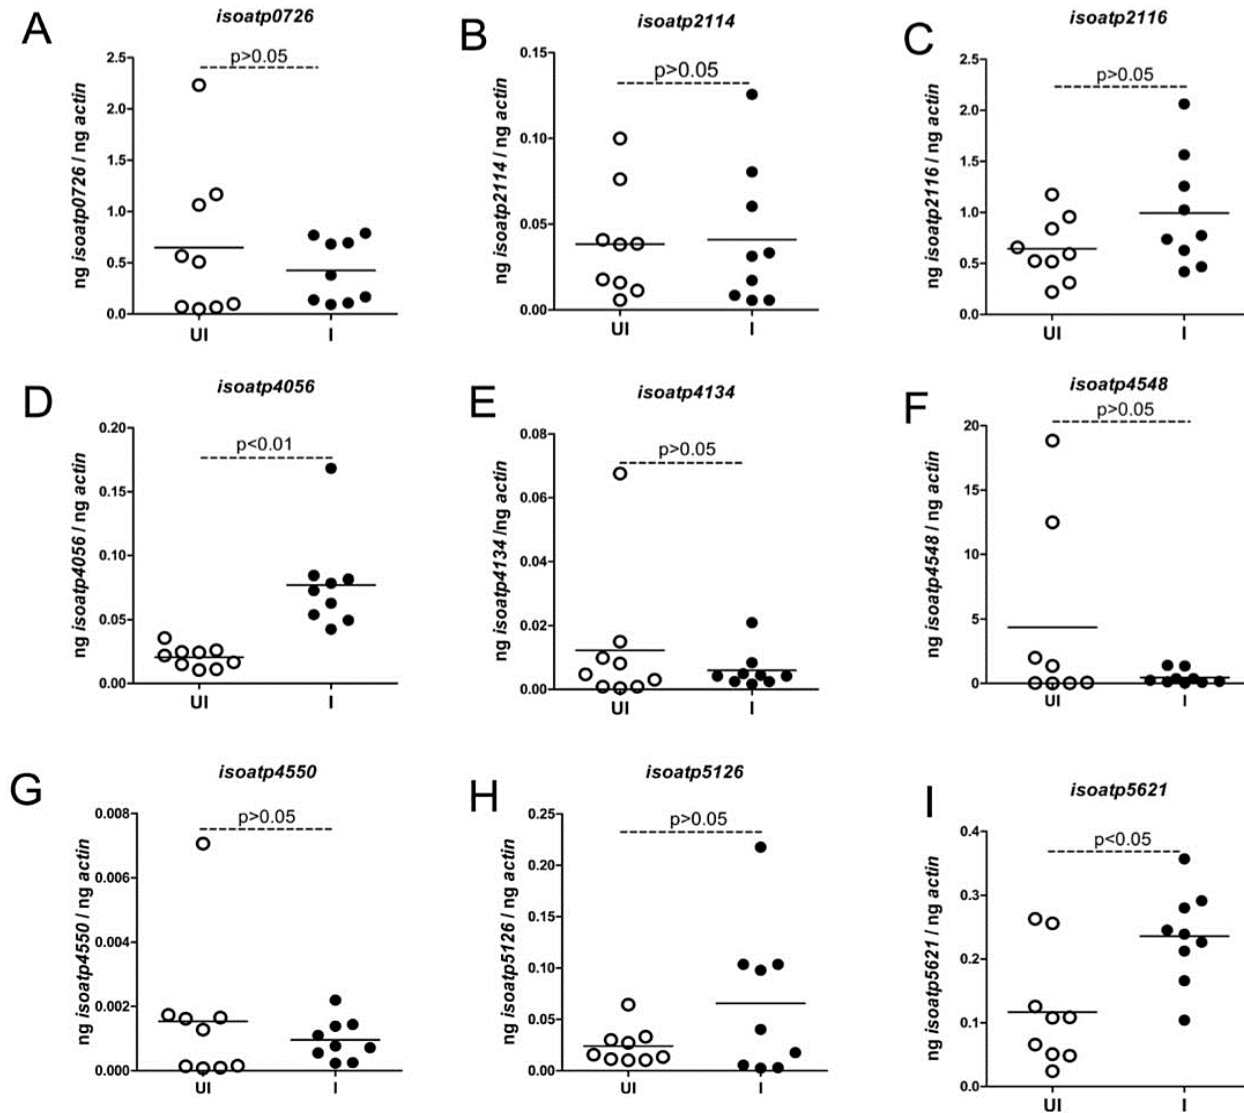 A
isoatp0726
p>0.05
ng isoatp0726 / ng actin
2.5
2.0
1.5
1.0
0.5
0.0
UI
I
B
isoatp2114
p>0.05
ng isoatp2114 / ng actin
0.15
0.10
0.05
0.00
UI
I
C
isoatp2116
p>0.05
ng isoatp2116 / ng actin
2.5
2.0
1.5
1.0
0.5
0.0
UI
I
D
isoatp4056
p<0.01
ng isoatp4056 / ng actin
0.20
0.15
0.10
0.05
0.00
UI
I
E
isoatp4134
p>0.05
ng isoatp4134 /ng actin
0.08
0.06
0.04
0.02
0.00
UI
I
F
isoatp4548
p>0.05
ng isoatp4548 / ng actin
20
15
10
5
0
UI
I
G
isoatp4550
p>0.05
ng isoatp4550 / ng actin
0.008
0.006
0.004
0.002
0.000
UI
I
H
isoatp5126
p>0.05
ng isoatp5126 / ng actin
0.25
0.20
0.15
0.10
0.05
0.00
UI
I
I
isoatp5621
p<0.05
ng isoatp5621 / ng actin
0.4
0.3
0.2
0.1
0.0
UI
I